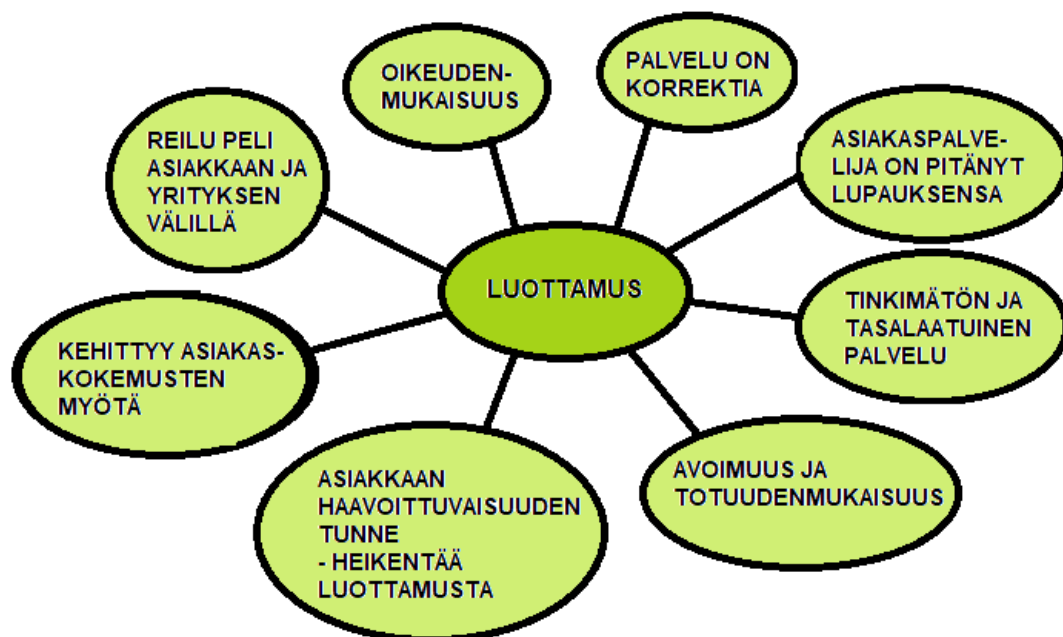 OIKEUDEN-
MUKAISUUS
PALVELU ON
KORREKTIA
REILU PELI
ASIAKKAAN JA
YRITYKSEN
VÄLILLÄ
ASIAKASPALVE-
LIJA ON PITÄNYT
LUPAUKSENSA
LUOTTAMUS
TINKIMÄTÖN JA
TASALAATUINEN
PALVELU
KEHITTYY ASIAKAS-
KOKEMUSTEN
MYÖTÄ
ASIAKKAAN
HAAVOITTUVAISUUDEN
TUNNE
- HEIKENTÄÄ
LUOTTAMUSTA
AVOIMUUS JA
TOTUUDENMUKAISUUS